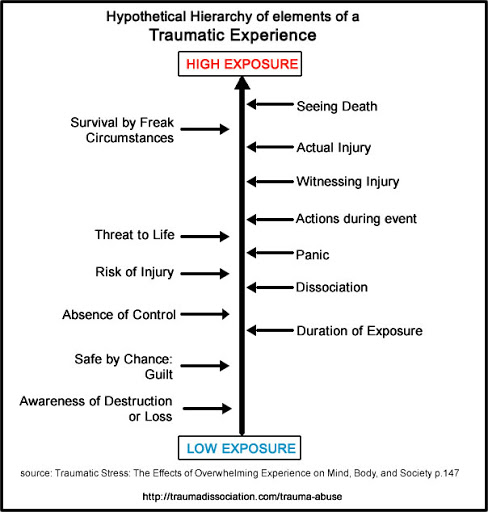 Hypothetical Hierarchy of elements of a
Traumatic Experience
HIGH EXPOSURE
Seeing Death
Survival by Freak
Circumstances
Actual Injury
Witnessing Injury
Actions during event
Threat to Life
Panic
Risk of Injury
Dissociation
Absence of Control
Duration of Exposure
Safe by Chance:
Guilt
Awareness of Destruction
or Loss
LOW EXPOSURE
source: Traumatic Stress: The Effects of Overwhelming Experience on Mind, Body, and Society p.147
http://traumadissociation.com/trauma-abuse